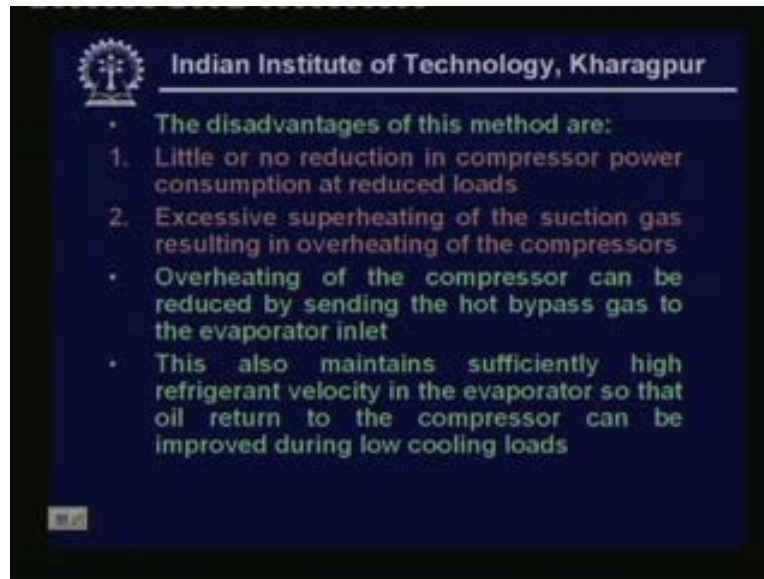 Indian Institute of Technology, Kharagpur
• The disadvantages of this method are:
1. Little or no reduction in compressor power
consumption at reduced loads
2. Excessive superheating of the suction gas
resulting in overheating of the compressors
• Overheating of the compressor can be
reduced by sending the hot bypass gas to
the evaporator inlet
• This also maintains sufficiently high
refrigerant velocity in the evaporator so that
oil return to the compressor can be
improved during low cooling loads